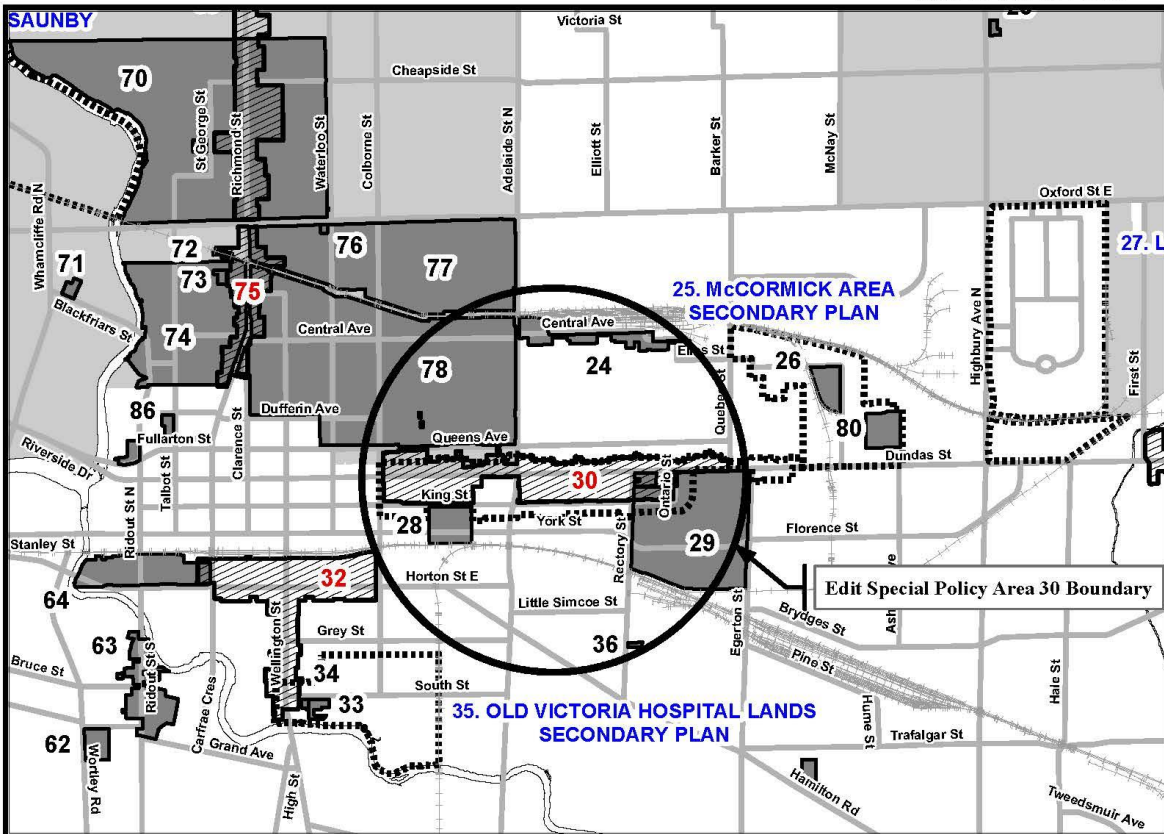 SAUNBY
Victoria St
70
Cheapside St
St George St
Richmond St
Waterloo St
Colborne St
Adelaide St N
Elliott St
Barker St
McNay St
Wharncliffe Rd N
Oxford St E
72
76
77
27. L
71
73
75
25. McCORMICK AREA
SECONDARY PLAN
Highbury Ave N
First St
Blackfriars St
74
Central Ave
Central Ave
24
Elias St
26
78
Quebec St
86
Dufferin Ave
Fullarton St
Clarence St
Queens Ave
80
Dundas St
Riverside Dr
Talbot St
30
Ontario St
King St
Ridout St N
28
York St
Florence St
Stanley St
29
Rectory St
32
Horton St E
Edit Special Policy Area 30 Boundary
64
Little Simcoe St
Egerton St
Brydges St
63
Grey St
36
Pine St
Wellington St
Bruce St
Ridout St S
34
South St
Hale St
Carfrae Cres
33
35. OLD VICTORIA HOSPITAL LANDS
SECONDARY PLAN
Hume St
62
Grand Ave
Trafalgar St
Wortley Rd
High St
Hamilton Rd
Tweedsmuir Ave